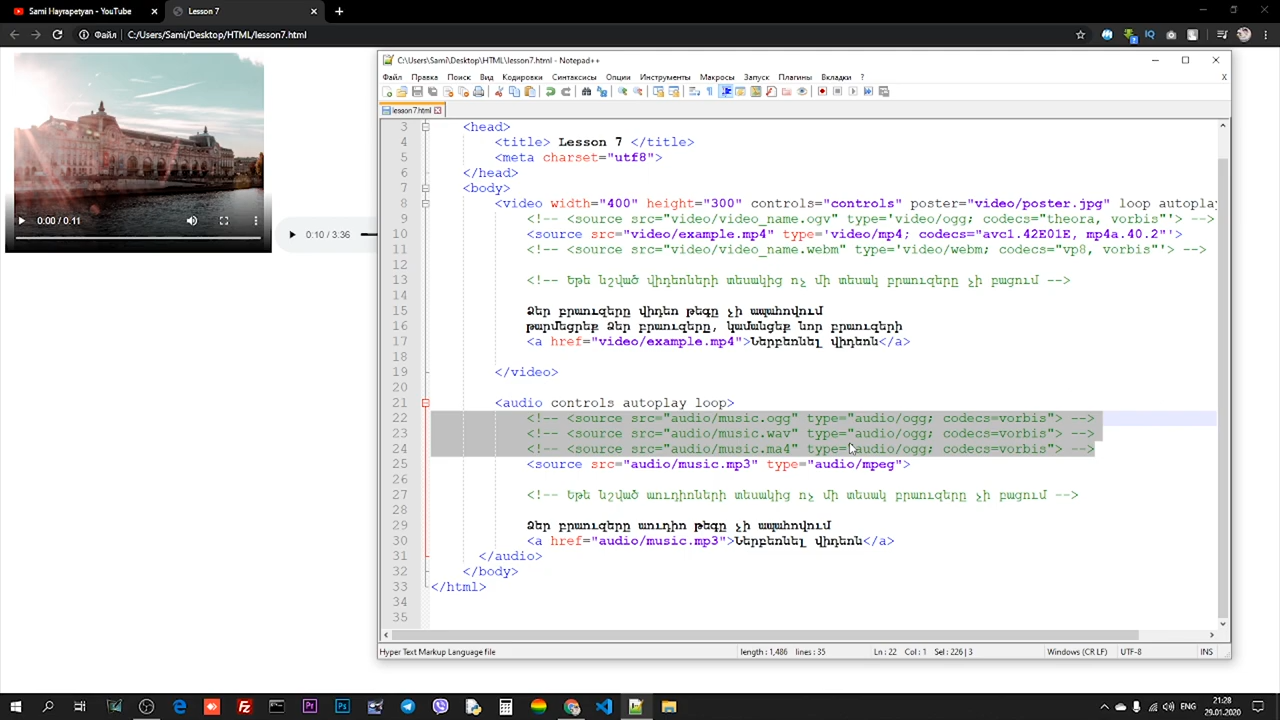 Sami Hayrapetyan - YouTube
Lesson 7
Файл
C:/Users/Sami/Desktop/HTML/lesson7.html
0:00 / 0:11
0:10 / 3:36
C:\Users\Sami\Desktop\HTML\lesson7.html - Notepad++
Файл Правка Поиск Вид Кодировки Синтаксисы Опции Инструменты Макросы Запуск Плагины Вкладки ?
lesson7.html
3 <head>
4 <title> Lesson 7 </title>
5 <meta charset="utf8">
6 </head>
7 <body>
8 <video width="400" height="300" controls="controls" poster="video/poster.jpg" loop autoplay
9 <!-- <source src="video/video_name.ogv" type='video/ogg; codecs="theora, vorbis"'> -->
10 <source src="video/example.mp4" type='video/mp4; codecs="avc1.42E01E, mp4a.40.2"'>
11 <!-- <source src="video/video_name.webm" type='video/webm; codecs="vp8, vorbis"'> -->
12
13 <!-- Եթե նշված վիդեոների տեսակից ոչ մի տեսակ բրաուզերը չի բացում -->
14
15 Ձեր բրաուզերը վիդեո թեգը չի ապահովում
16 թարմեցրեք Ձեր բրաուզերը, կամ
17 <a href="video/example.mp4">Ներբեռնել վիդեոն</a>
18
19 </video>
20
21 <audio controls autoplay loop>
22 <!-- <source src="audio/music.ogg" type="audio/ogg; codecs=vorbis"> -->
23 <!-- <source src="audio/music.wav" type="audio/ogg; codecs=vorbis"> -->
24 <!-- <source src="audio/music.ma4" type="audio/ogg; codecs=vorbis"> -->
25 <source src="audio/music.mp3" type="audio/mpeg">
26
27 <!-- Եթե նշված աուդիոների տեսակից ոչ մի տեսակ բրաուզերը չի բացում -->
28
29 Ձեր բրաուզերը աուդիո թեգը չի ապահովում
30 <a href="audio/music.mp3">Ներբեռնել վիդեոն</a>
31 </audio>
32 </body>
33 </html>
34
35
Hyper Text Markup Language file length : 1,486 lines : 35 Ln : 22 Col : 1 Sel : 226 | 3 Windows (CR LF) UTF-8 INS
ENG
21:28
29.01.2020